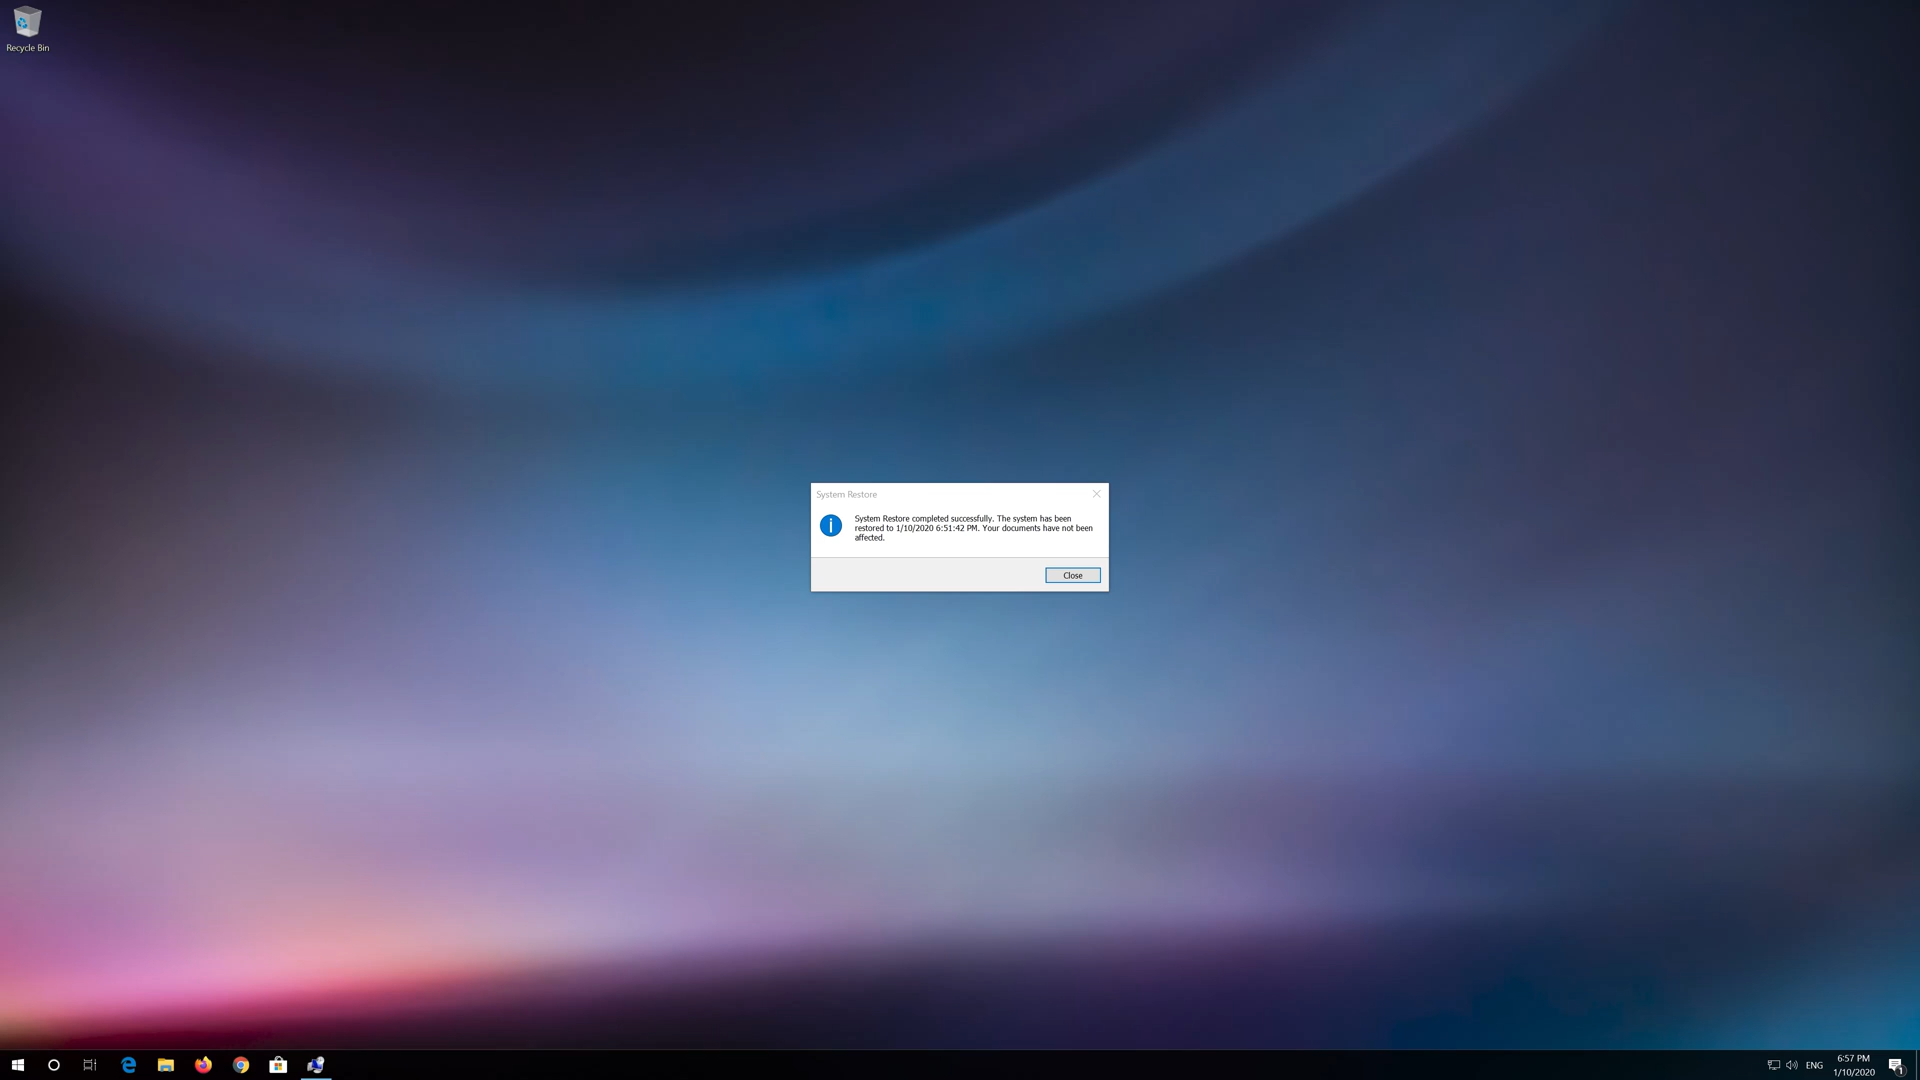 Recycle Bin
System Restore
System Restore completed successfully. The system has been
restored to 1/10/2020 6:51:42 PM. Your documents have not been
affected.
Close
ENG
6:57 PM
1/10/2020
1